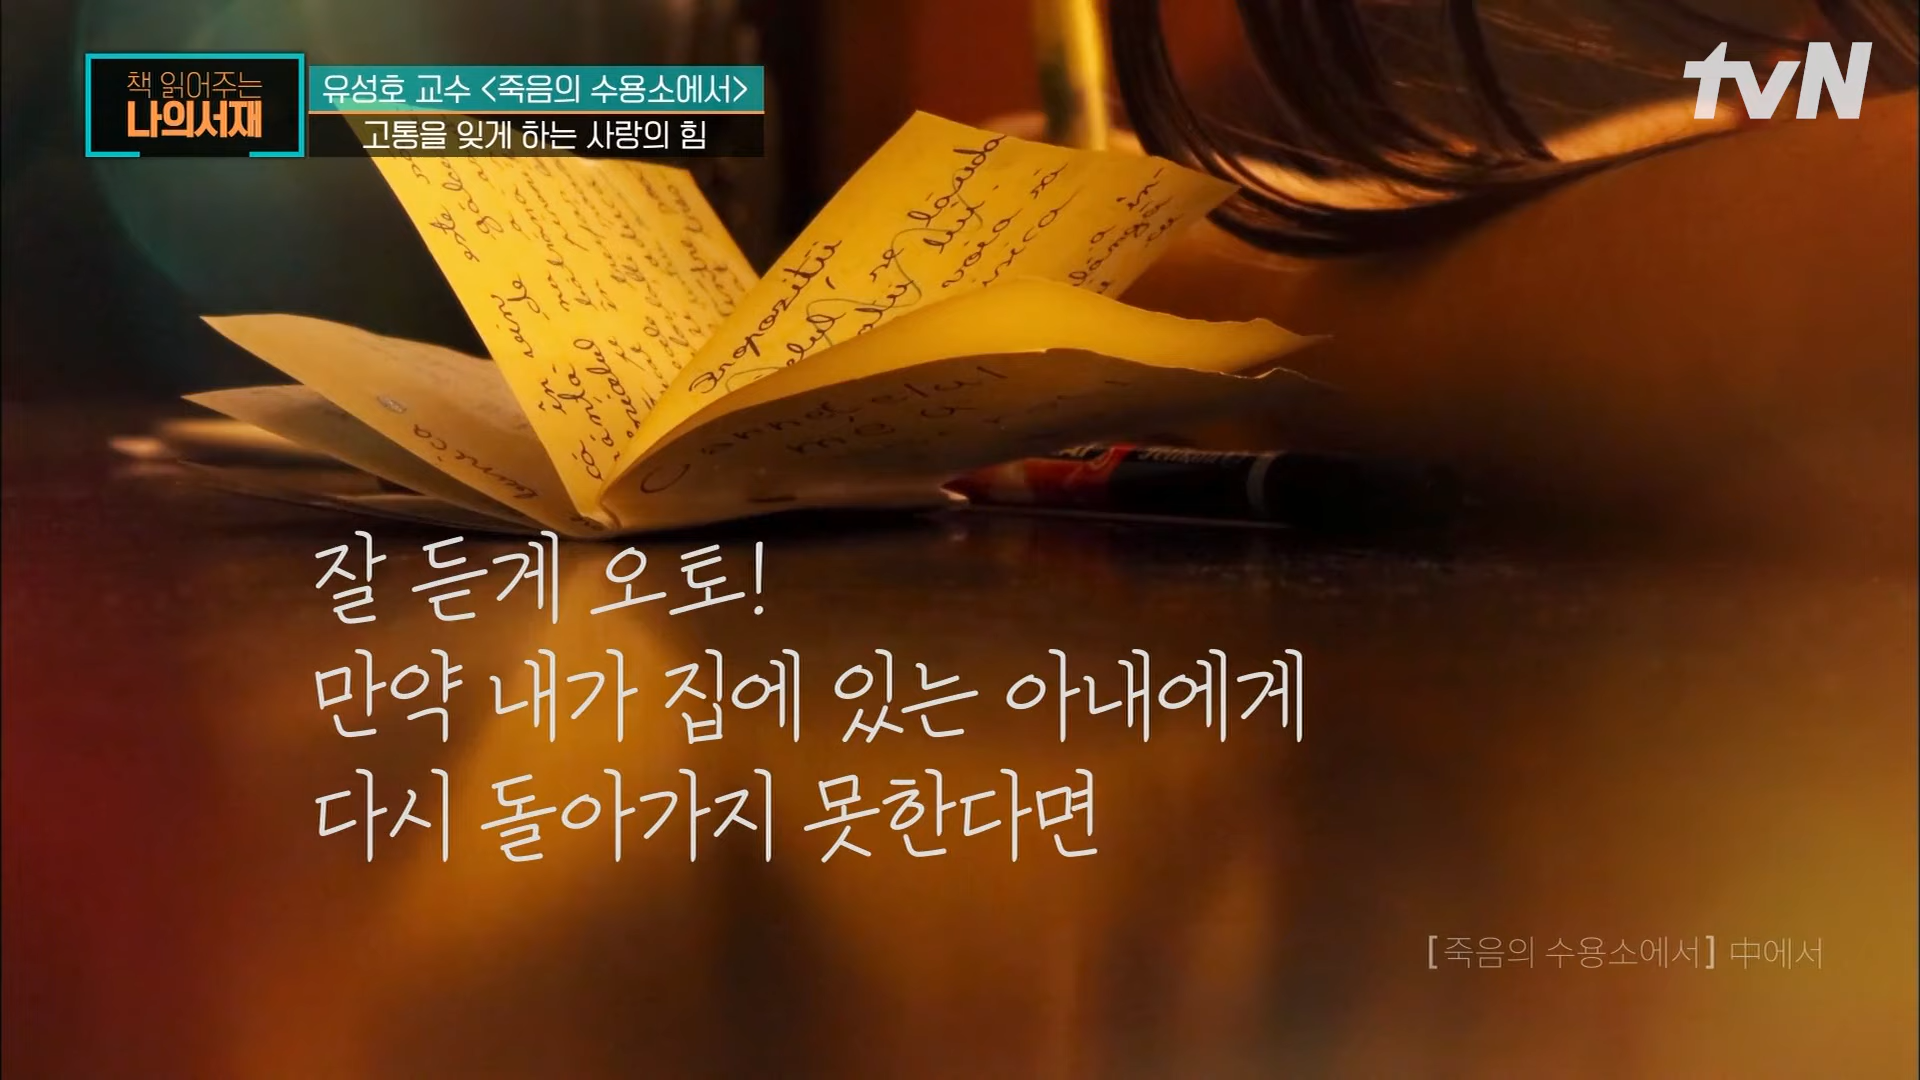 책 읽어주는
나의서재
유성호 교수 <죽음의 수용소에서>
고통을 잊게 하는 사랑의 힘
tvN
Propozitii
잘 듣게 오토!
만약 내가 집에 있는 아내에게
다시 돌아가지 못한다면
[죽음의 수용소에서] 中에서